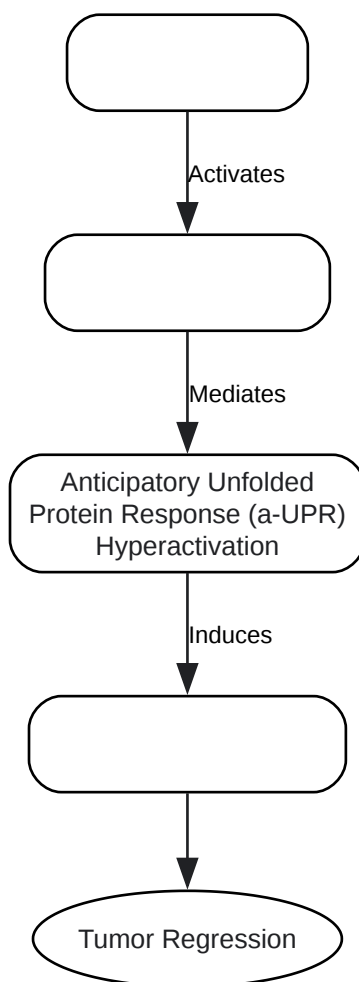 Activates
Mediates
Anticipatory Unfolded
Protein Response (a-UPR)
Hyperactivation
Induces
Tumor Regression